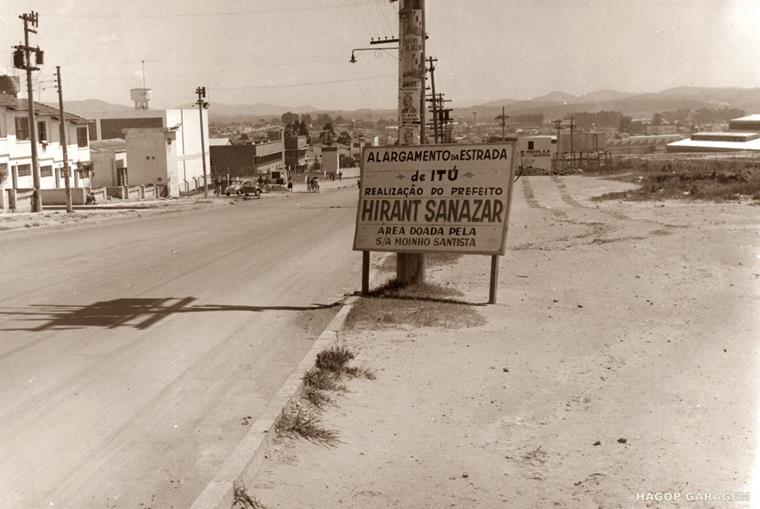 ALARGAMENTO DA ESTRADA
de ITÚ
REALIZAÇÃO DO PREFEITO
HIRANT SANAZAR
ÁREA DOADA PELA
S/A MOINHO SANTISTA
HAGOP GARAGEM